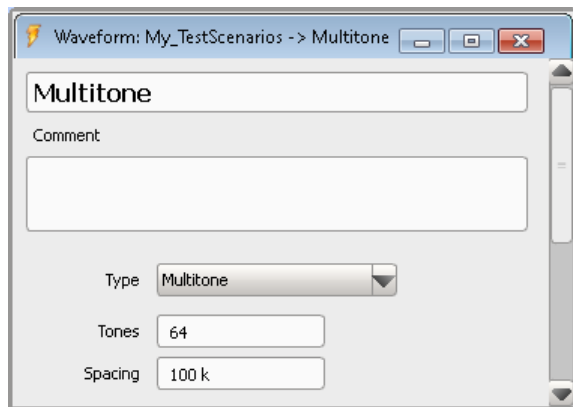 Waveform: My_TestScenarios -> Multitone
Multitone
Comment
Type Multitone
Tones 64
Spacing 100 k